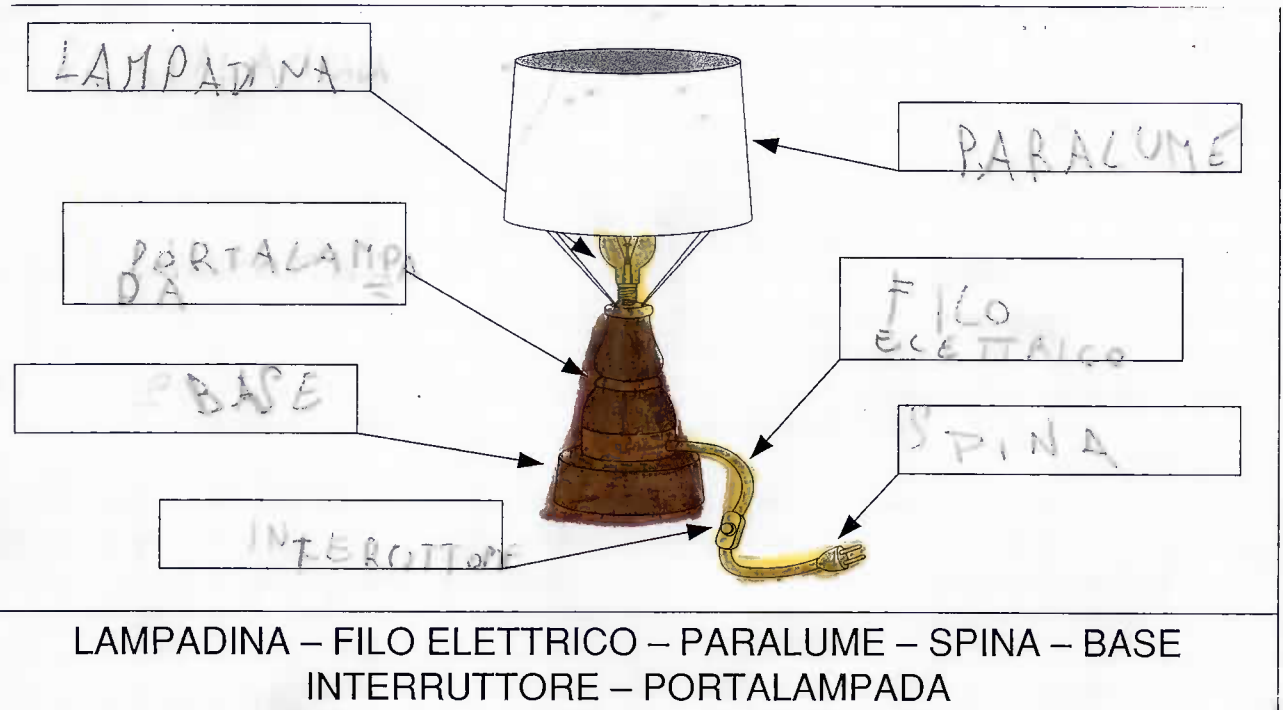 LAMPADINA
PARALUME
PORTALAMPA
DA
FILO
ELETTRICO
BASE
SPINA
INTEROTTORE
LAMPADINA – FILO ELETTRICO – PARALUME – SPINA – BASE
INTERRUTTORE – PORTALAMPADA